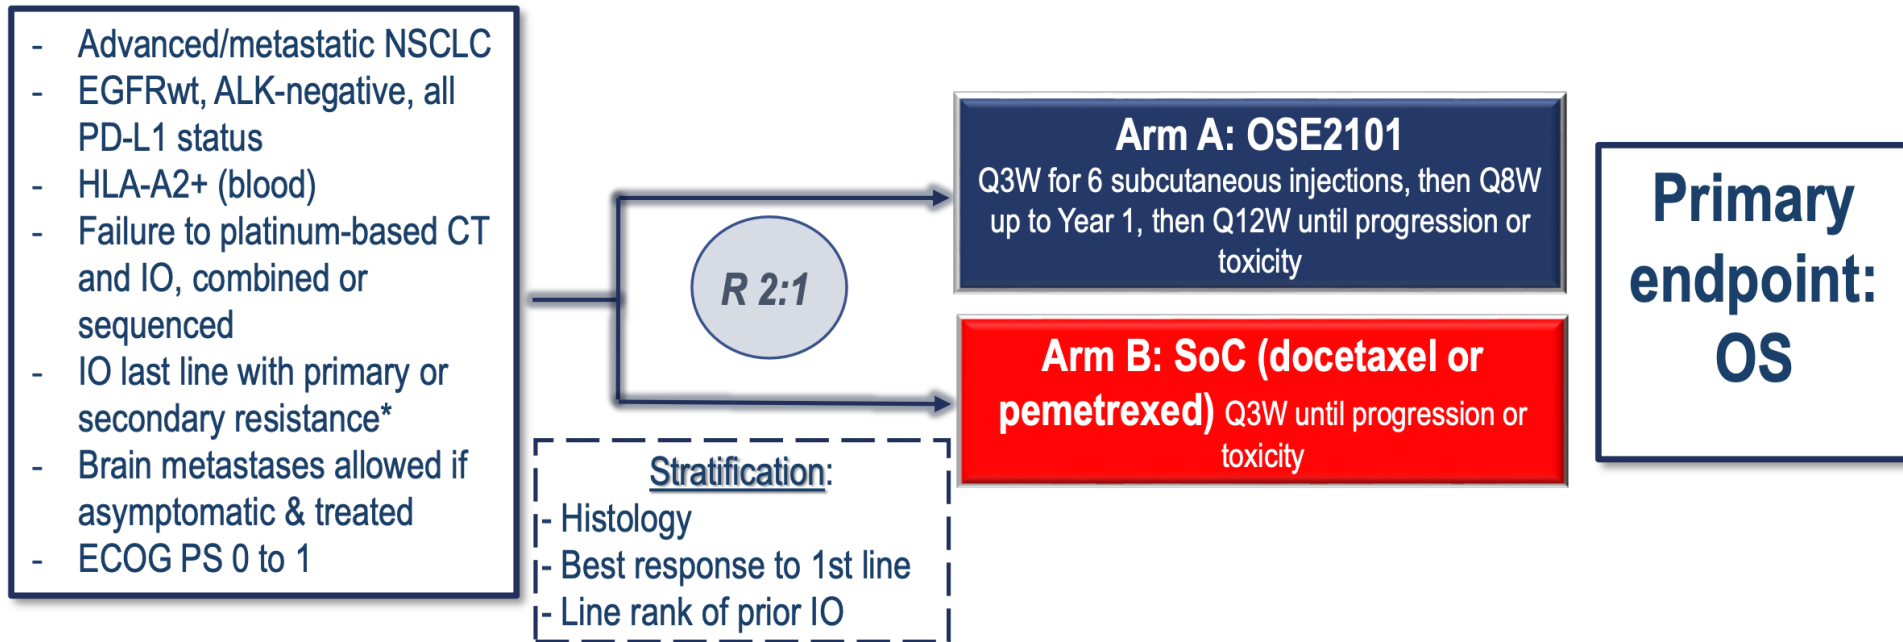 - Advanced/metastatic NSCLC
- EGFRwt, ALK-negative, all
PD-L1 status
- HLA-A2+ (blood)
- Failure to platinum-based CT
and IO, combined or
sequenced
- IO last line with primary or
secondary resistance*
- Brain metastases allowed if
asymptomatic & treated
- ECOG PS 0 to 1
R 2:1
Stratification:
- Histology
- Best response to 1st line
- Line rank of prior IO
Arm A: OSE2101
Q3W for 6 subcutaneous injections, then Q8W
up to Year 1, then Q12W until progression or
toxicity
Arm B: SoC (docetaxel or
pemetrexed) Q3W until progression or
toxicity
Primary
endpoint:
OS